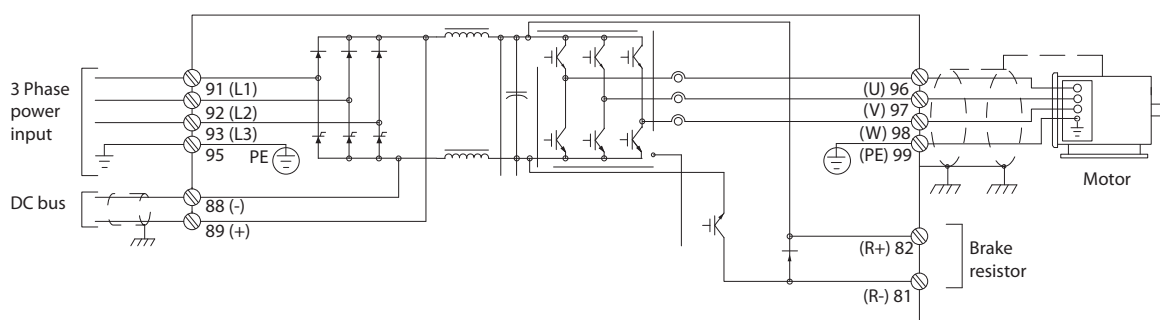 3 Phase
power
input
91 (L1)
92 (L2)
93 (L3)
95
PE
DC bus
88 (-)
89 (+)
(U) 96
(V) 97
(W) 98
(PE) 99
Motor
(R+) 82
(R-) 81
Brake
resistor